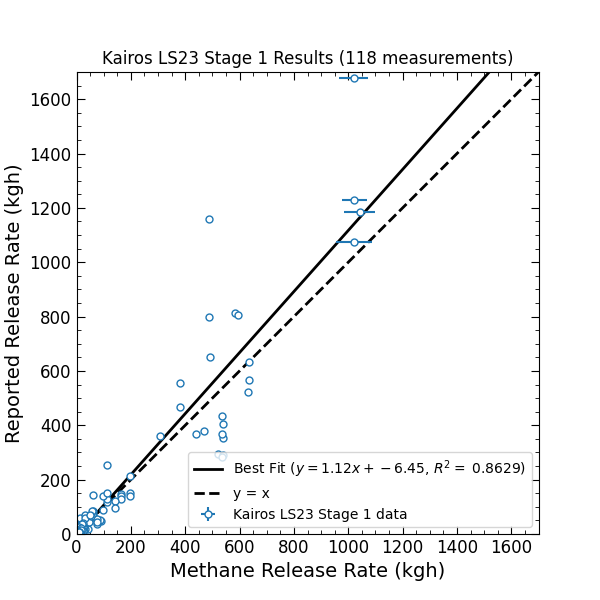 Kairos LS23 Stage 1 Results (118 measurements)
Reported Release Rate (kgh)
1600
1400
1200
1000
800
600
400
200
0
Best Fit (y = 1.12x + −6.45, R² = 0.8629)
y = x
Kairos LS23 Stage 1 data
0 200 400 600 800 1000 1200 1400 1600
Methane Release Rate (kgh)